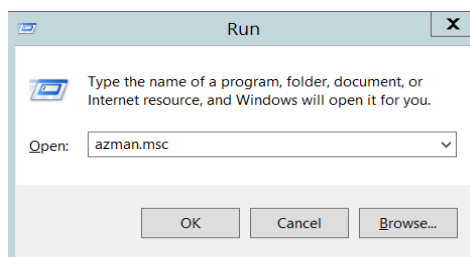 Run
X
Type the name of a program, folder, document, or
Internet resource, and Windows will open it for you.
Open: azman.msc
OK Cancel Browse...